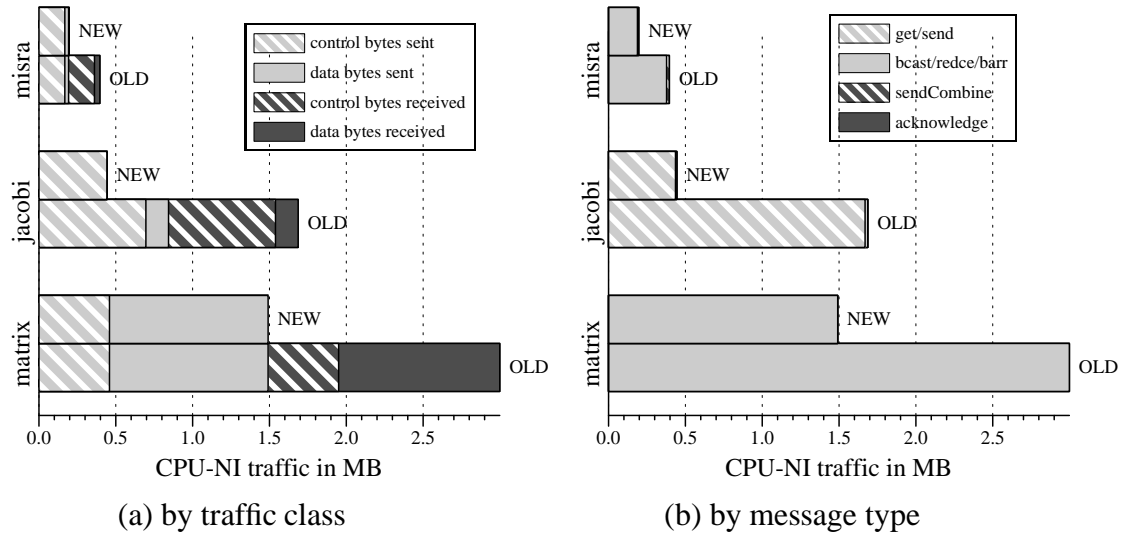 misra
NEW
OLD
jacobi
NEW
OLD
matrix
NEW
OLD
control bytes sent
data bytes sent
control bytes received
data bytes received
0.0 0.5 1.0 1.5 2.0 2.5
CPU-NI traffic in MB
(a) by traffic class
misra
NEW
OLD
jacobi
NEW
OLD
matrix
NEW
OLD
get/send
bcast/redce/barr
sendCombine
acknowledge
0.0 0.5 1.0 1.5 2.0 2.5
CPU-NI traffic in MB
(b) by message type